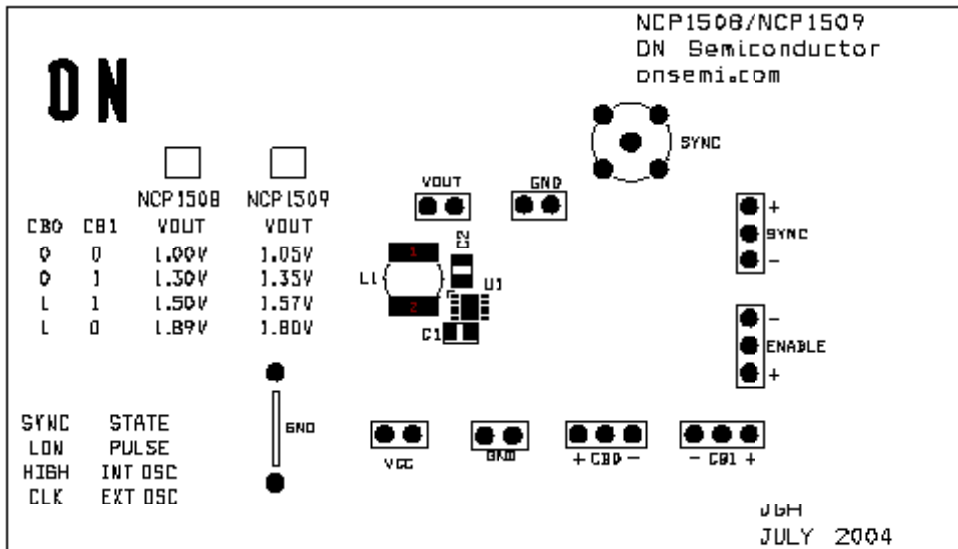 NCP1508/NCP1509
ON Semiconductor
onsemi.com
ON
SYNC
NCP1508 NCP1509
CB0 CB1 VOUT VOUT
0 0 1.00V 1.05V
0 1 1.30V 1.35V
1 1 1.50V 1.57V
1 0 1.89V 1.80V
VOUT
GND
+
SYNC
-
C2
1
L1
U1
2
C1
-
ENABLE
+
GND
SYNC STATE
LOW PULSE
HIGH INT OSC
CLK EXT OSC
VCC
GND
+ CB0 -
- CB1 +
JGH
JULY 2004